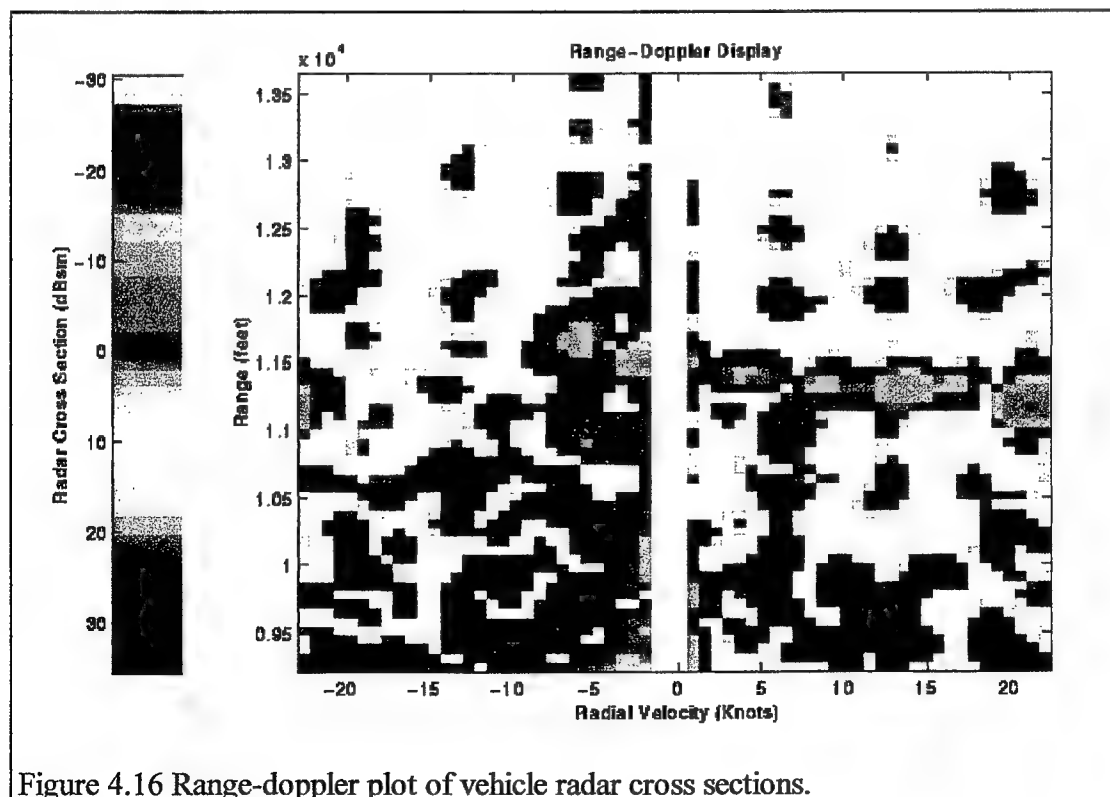 Range-Doppler Display
x 10⁴
-30
-20
-10
0
10
20
30
Radar Cross Section (dBsm)
1.35
1.3
1.25
1.2
1.15
1.1
1.05
1
0.95
Range (feet)
-20 -15 -10 -5 0 5 10 15 20
Radial Velocity (Knots)
Figure 4.16 Range-doppler plot of vehicle radar cross sections.